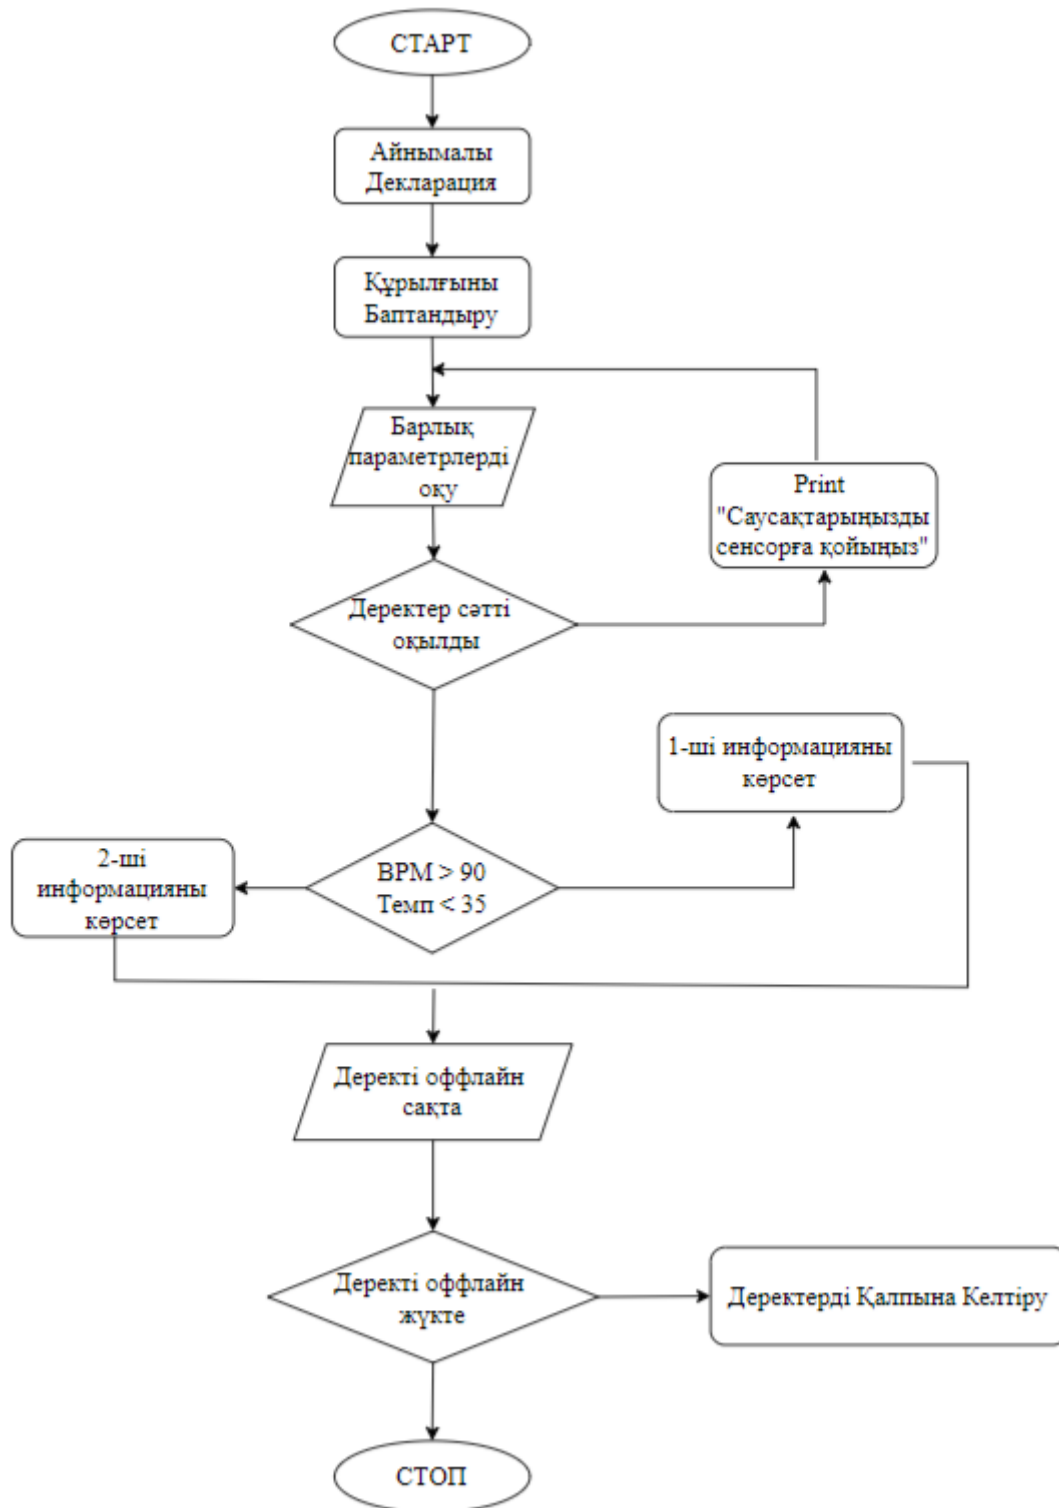 СТАРТ
Айнымалы
Декларация
Құрылғыны
Баптандыру
Барлық
параметрлерді
оқу
Print
"Саусақтарыңызды
сенсорға қойыңыз"
Деректер сәтті
оқылды
1-ші информацияны
көрсет
BPM > 90
Темп < 35
2-ші
информацияны
көрсет
Деректі оффлайн
сақта
Деректі оффлайн
жүкте
Деректерді Қалпына Келтіру
СТОП